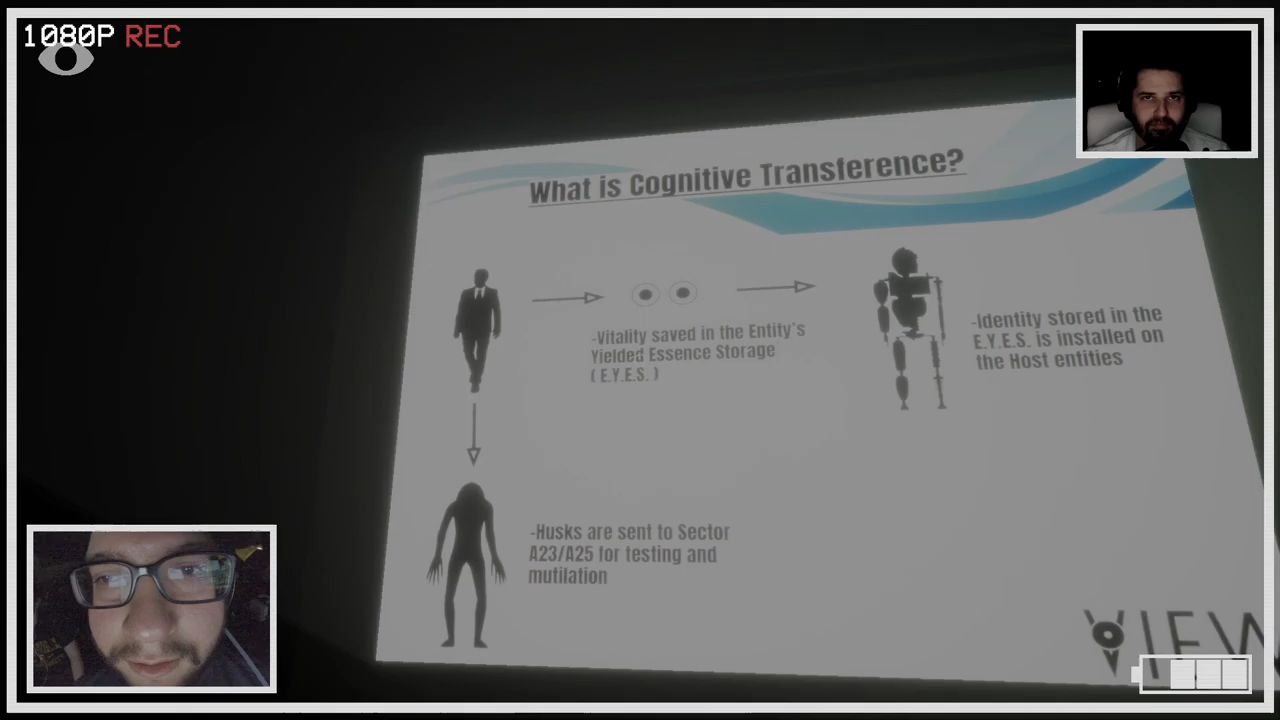 1080P REC
What is Cognitive Transference?
-Vitality saved in the Entity's
Yielded Essence Storage
( E.Y.E.S. )
-Identity stored in the
E.Y.E.S. is installed on
the Host entities
-Husks are sent to Sector
A23/A25 for testing and
mutilation
VIEW